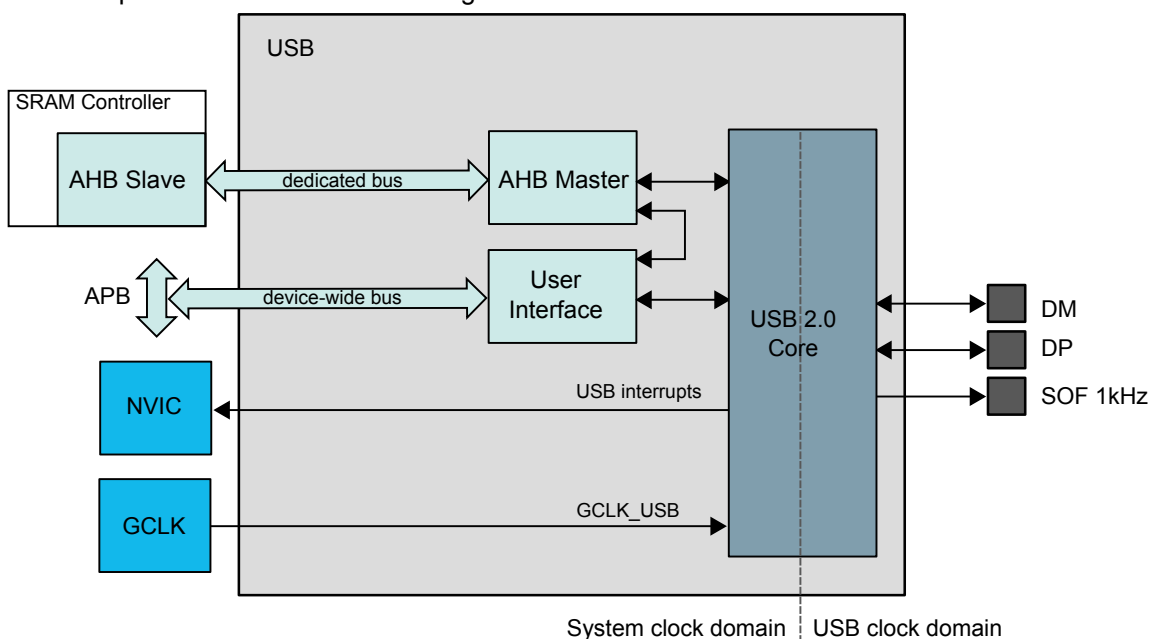 USB
SRAM Controller
AHB Slave
dedicated bus
AHB Master
APB
device-wide bus
User
Interface
USB 2.0
Core
DM
DP
SOF 1kHz
NVIC
USB interrupts
GCLK
GCLK_USB
System clock domain
USB clock domain